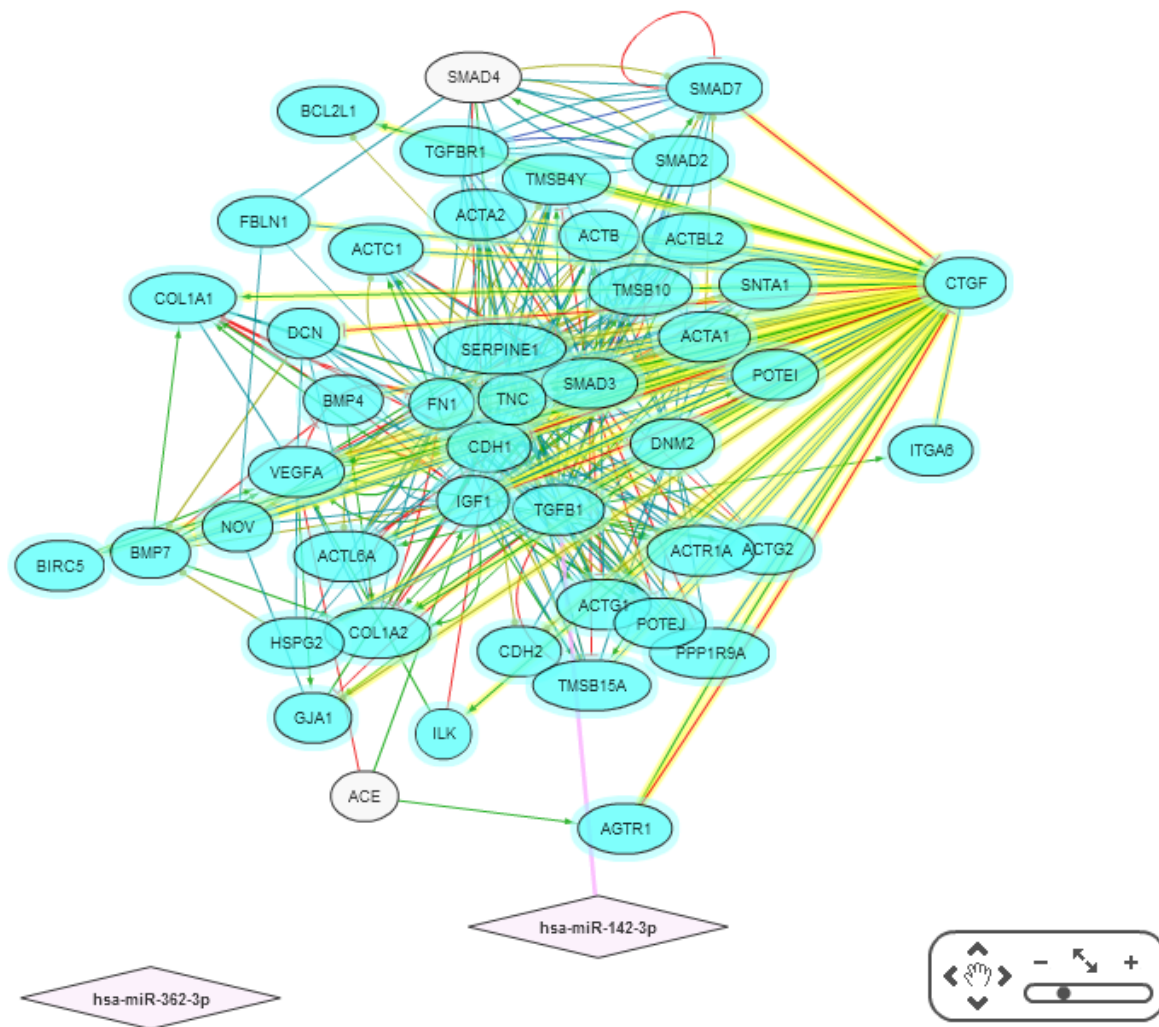 SMAD4
SMAD7
BCL2L1
TGFBR1
SMAD2
TMSB4Y
ACTA2
FBLN1
ACTB
ACTBL2
ACTC1
CTGF
SNTA1
TMSB10
COL1A1
DCN
ACTA1
SERPINE1
POTEI
SMAD3
BMP4
FN1
TNC
DNM2
CDH1
ITGA6
VEGFA
IGF1
TGFB1
NOV
ACTR1A
ACTG2
BMP7
ACTL6A
BIRC5
ACTG1
POTEJ
COL1A2
HSPG2
CDH2
PPP1R9A
TMSB15A
GJA1
ILK
ACE
AGTR1
hsa-miR-142-3p
hsa-miR-362-3p